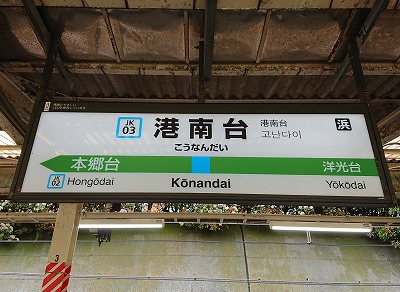 JK
03
港南台
こうなんだい
港南台
고난다이
浜
本郷台
洋光台
JK
02
Hongōdai
Kōnandai
Yōkōdai
3